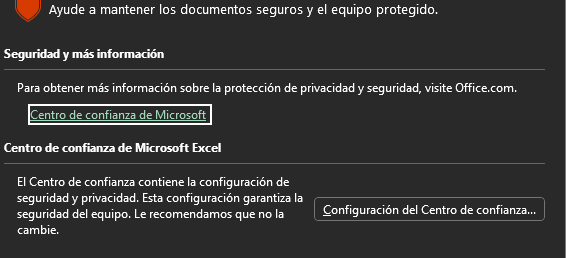 Ayude a mantener los documentos seguros y el equipo protegido.
Seguridad y más información
Para obtener más información sobre la protección de privacidad y seguridad, visite Office.com.
Centro de confianza de Microsoft
Centro de confianza de Microsoft Excel
El Centro de confianza contiene la configuración de
seguridad y privacidad. Esta configuración garantiza la
seguridad del equipo. Le recomendamos que no la
cambie.
Configuración del Centro de confianza...